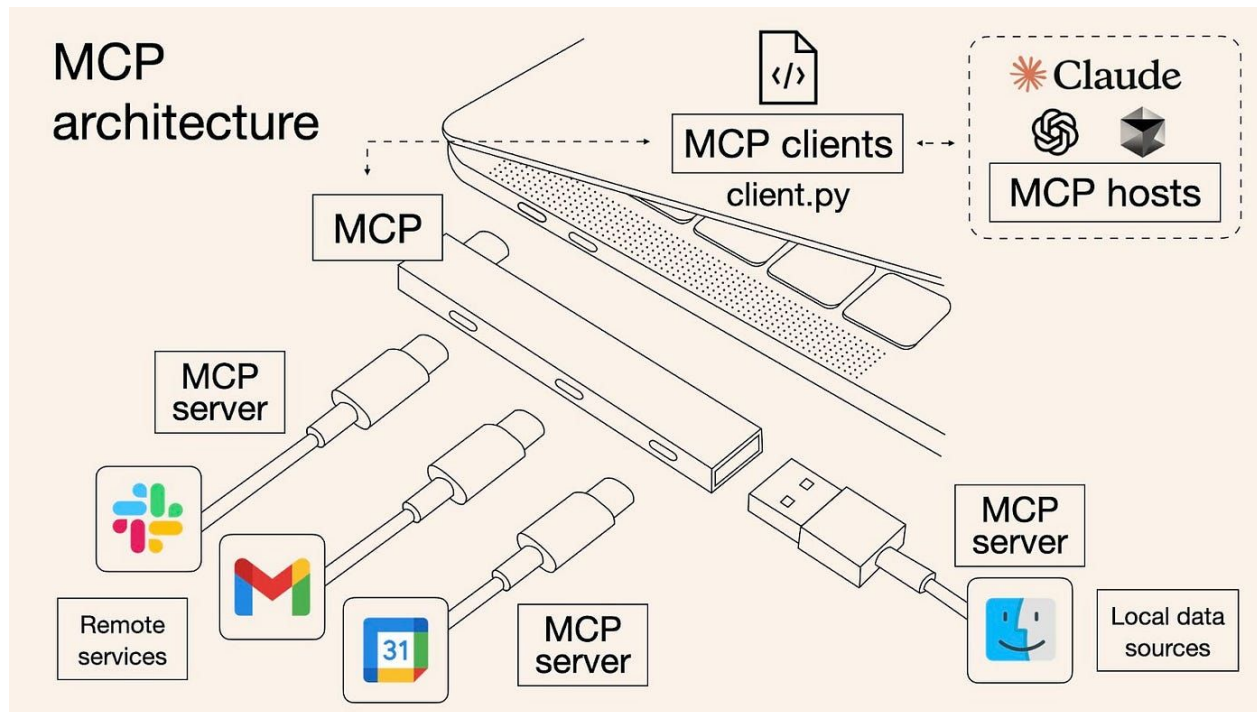 MCP
architecture
</>
MCP clients
client.py
Claude
MCP hosts
MCP
MCP
server
Remote
services
31
MCP
server
MCP
server
Local data
sources